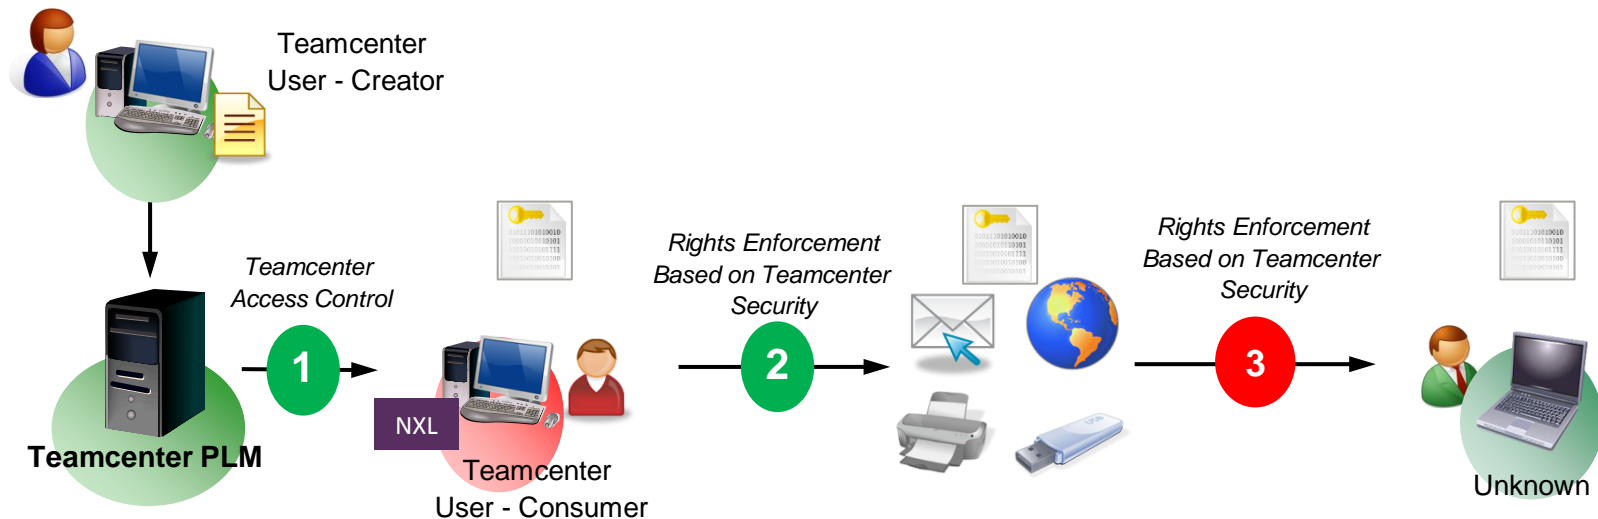 Teamcenter
User - Creator
Teamcenter
Access Control
1
Teamcenter PLM
NXL
Teamcenter
User - Consumer
Rights Enforcement
Based on Teamcenter
Security
2
USB
Rights Enforcement
Based on Teamcenter
Security
3
Unknown